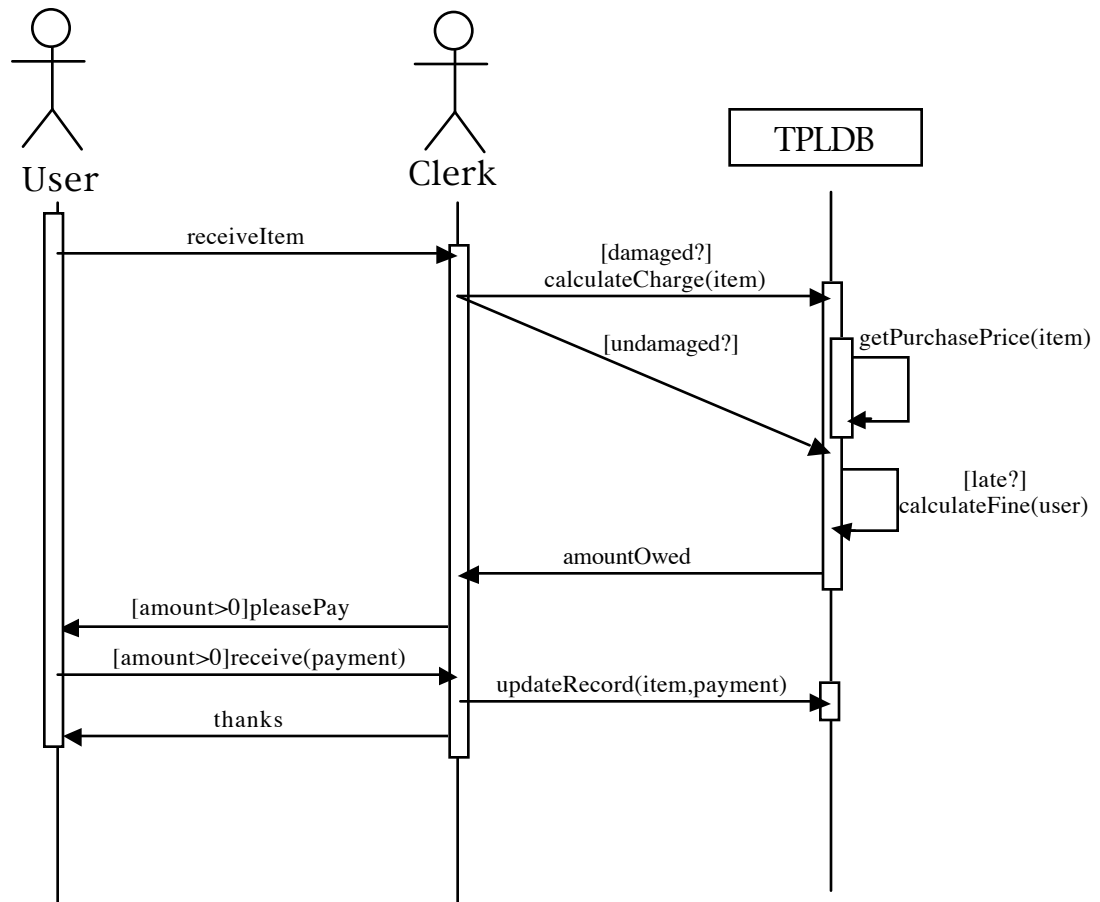 User
Clerk
TPLDB
receiveItem
[damaged?]
calculateCharge(item)
[undamaged?]
getPurchasePrice(item)
[late?]
calculateFine(user)
amountOwed
[amount>0]pleasePay
[amount>0]receive(payment)
updateRecord(item,payment)
thanks